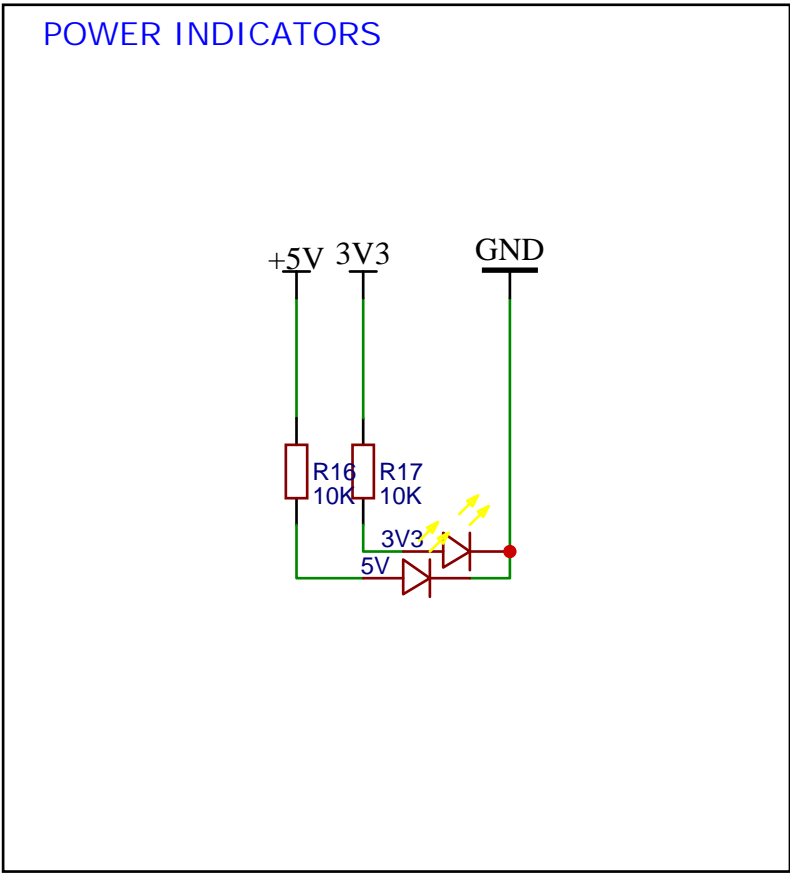 POWER INDICATORS
+5V 3V3 GND
R16 R17
10K 10K
3V3
5V